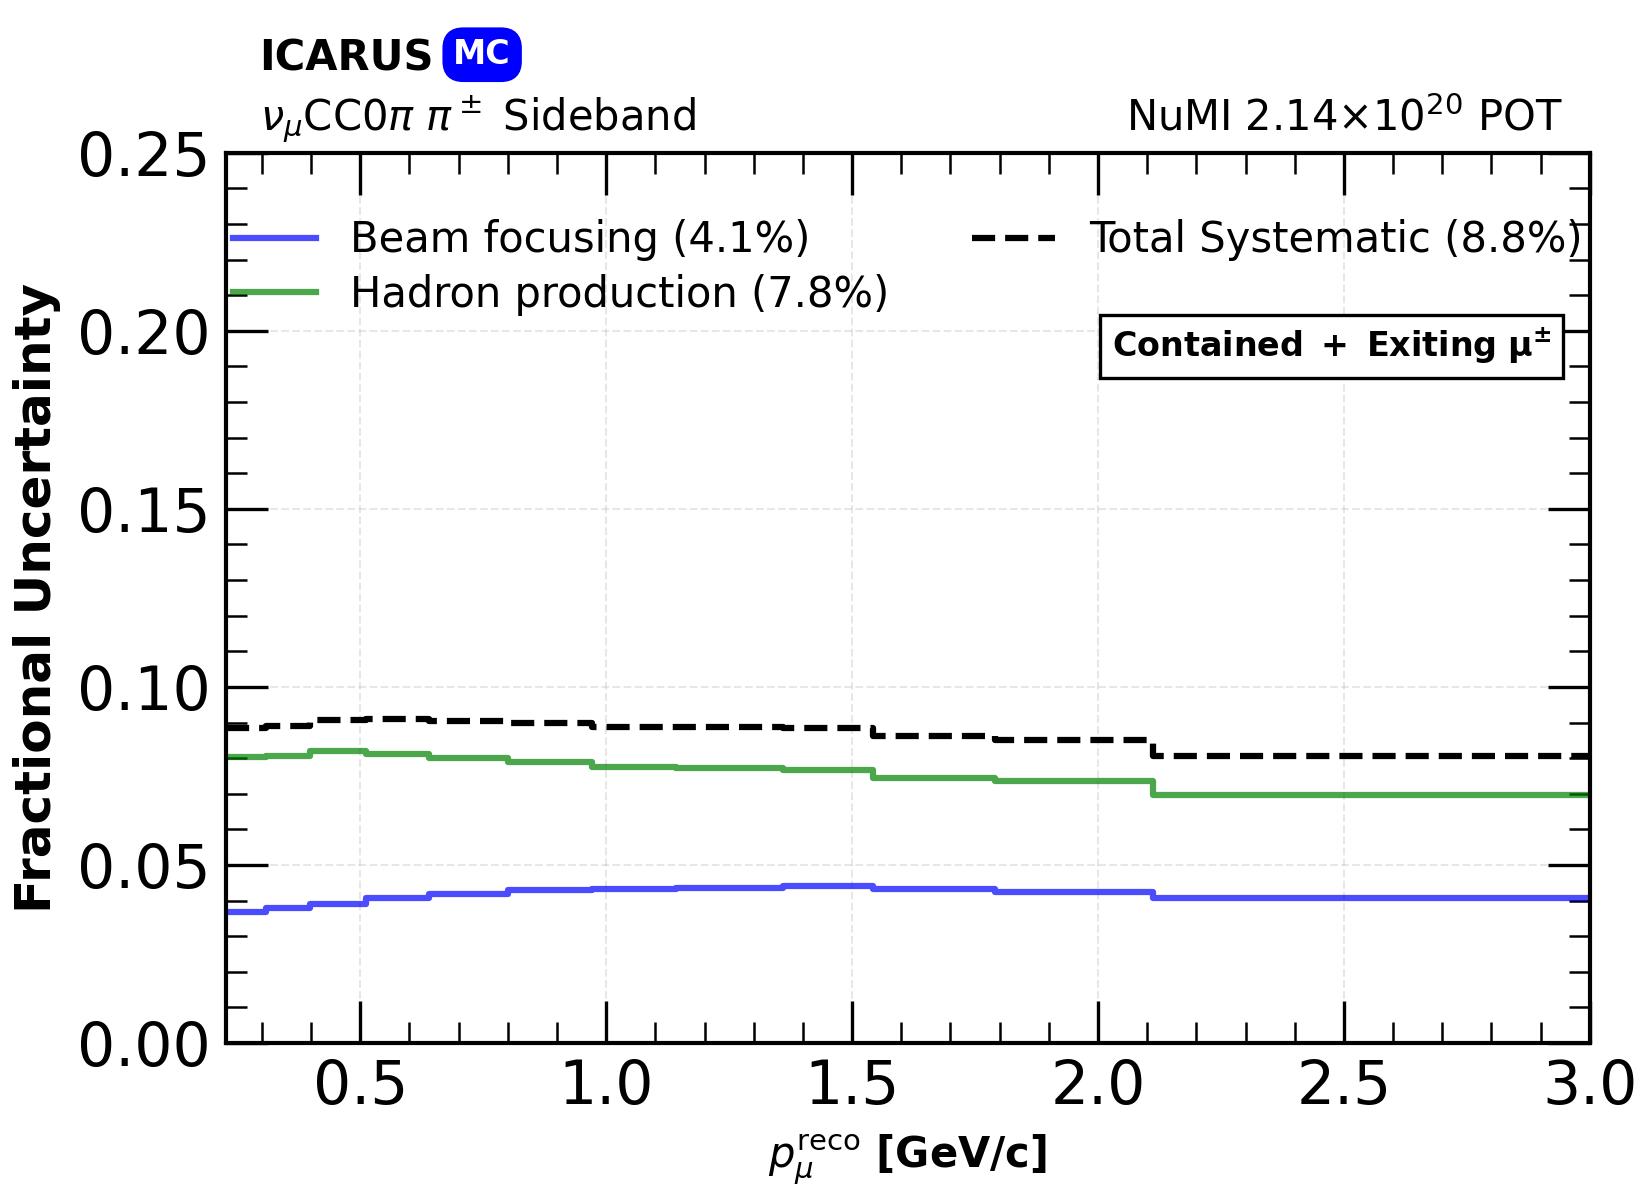 ICARUS MC
νμCC0π π± Sideband NuMI 2.14×10²⁰ POT
0.25
Beam focusing (4.1%) Total Systematic (8.8%)
Hadron production (7.8%)
0.20
Contained + Exiting μ±
0.15
0.10
0.05
0.00
Fractional Uncertainty
0.5 1.0 1.5 2.0 2.5 3.0
pμ^reco [GeV/c]